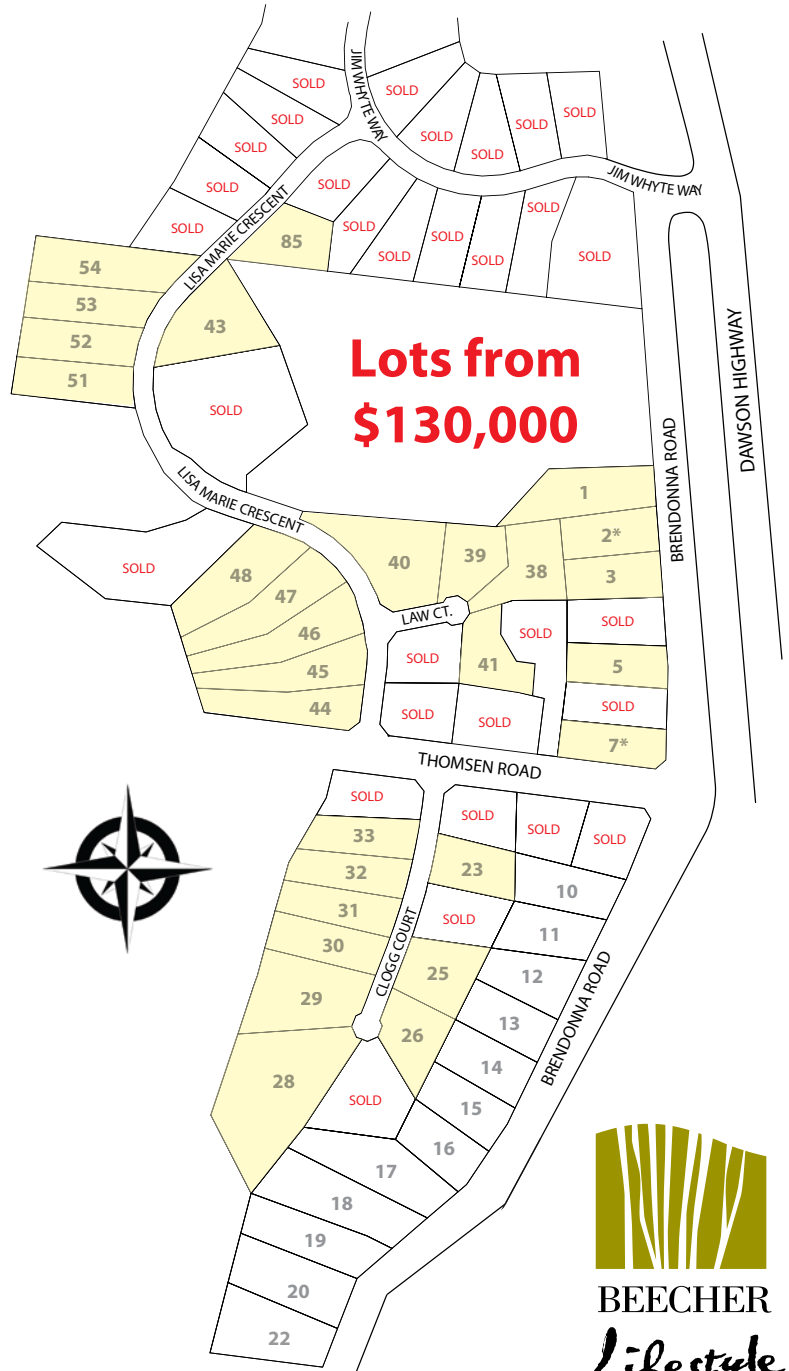 SOLD
JIM WHYTE WAY
SOLD
SOLD
SOLD
SOLD
SOLD
SOLD
SOLD
SOLD
JIM WHYTE WAY
SOLD
SOLD
SOLD
SOLD
LISA MARIE CRESCENT
SOLD
SOLD
SOLD
SOLD
SOLD
SOLD
85
54
53
52
51
43
SOLD
Lots from
$130,000
DAWSON HIGHWAY
BRENDONNA ROAD
LISA MARIE CRESCENT
1
2*
3
SOLD
48
47
46
45
44
40
39
38
LAW CT.
SOLD
SOLD
SOLD
41
5
SOLD
SOLD
SOLD
7*
THOMSEN ROAD
SOLD
SOLD
SOLD
SOLD
33
32
31
30
29
28
CLOGG COURT
23
SOLD
25
26
SOLD
10
11
12
13
14
15
16
17
18
19
20
22
BRENDONNA ROAD
BEECHER
Lifestyle